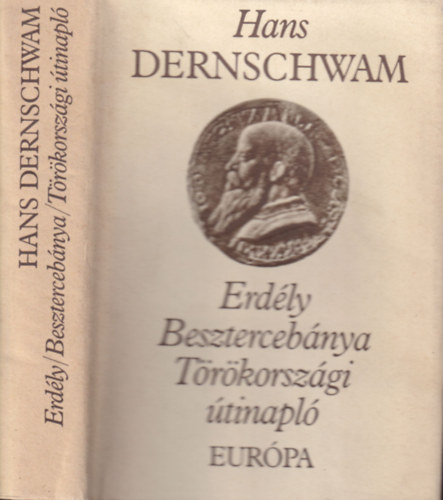 HANS DERNSCHWAM
Erdély/Besztercebánya/Törökországi útinapló
Hans
DERNSCHWAM
Erdély
Besztercebánya
Törökországi
útinapló
EURÓPA